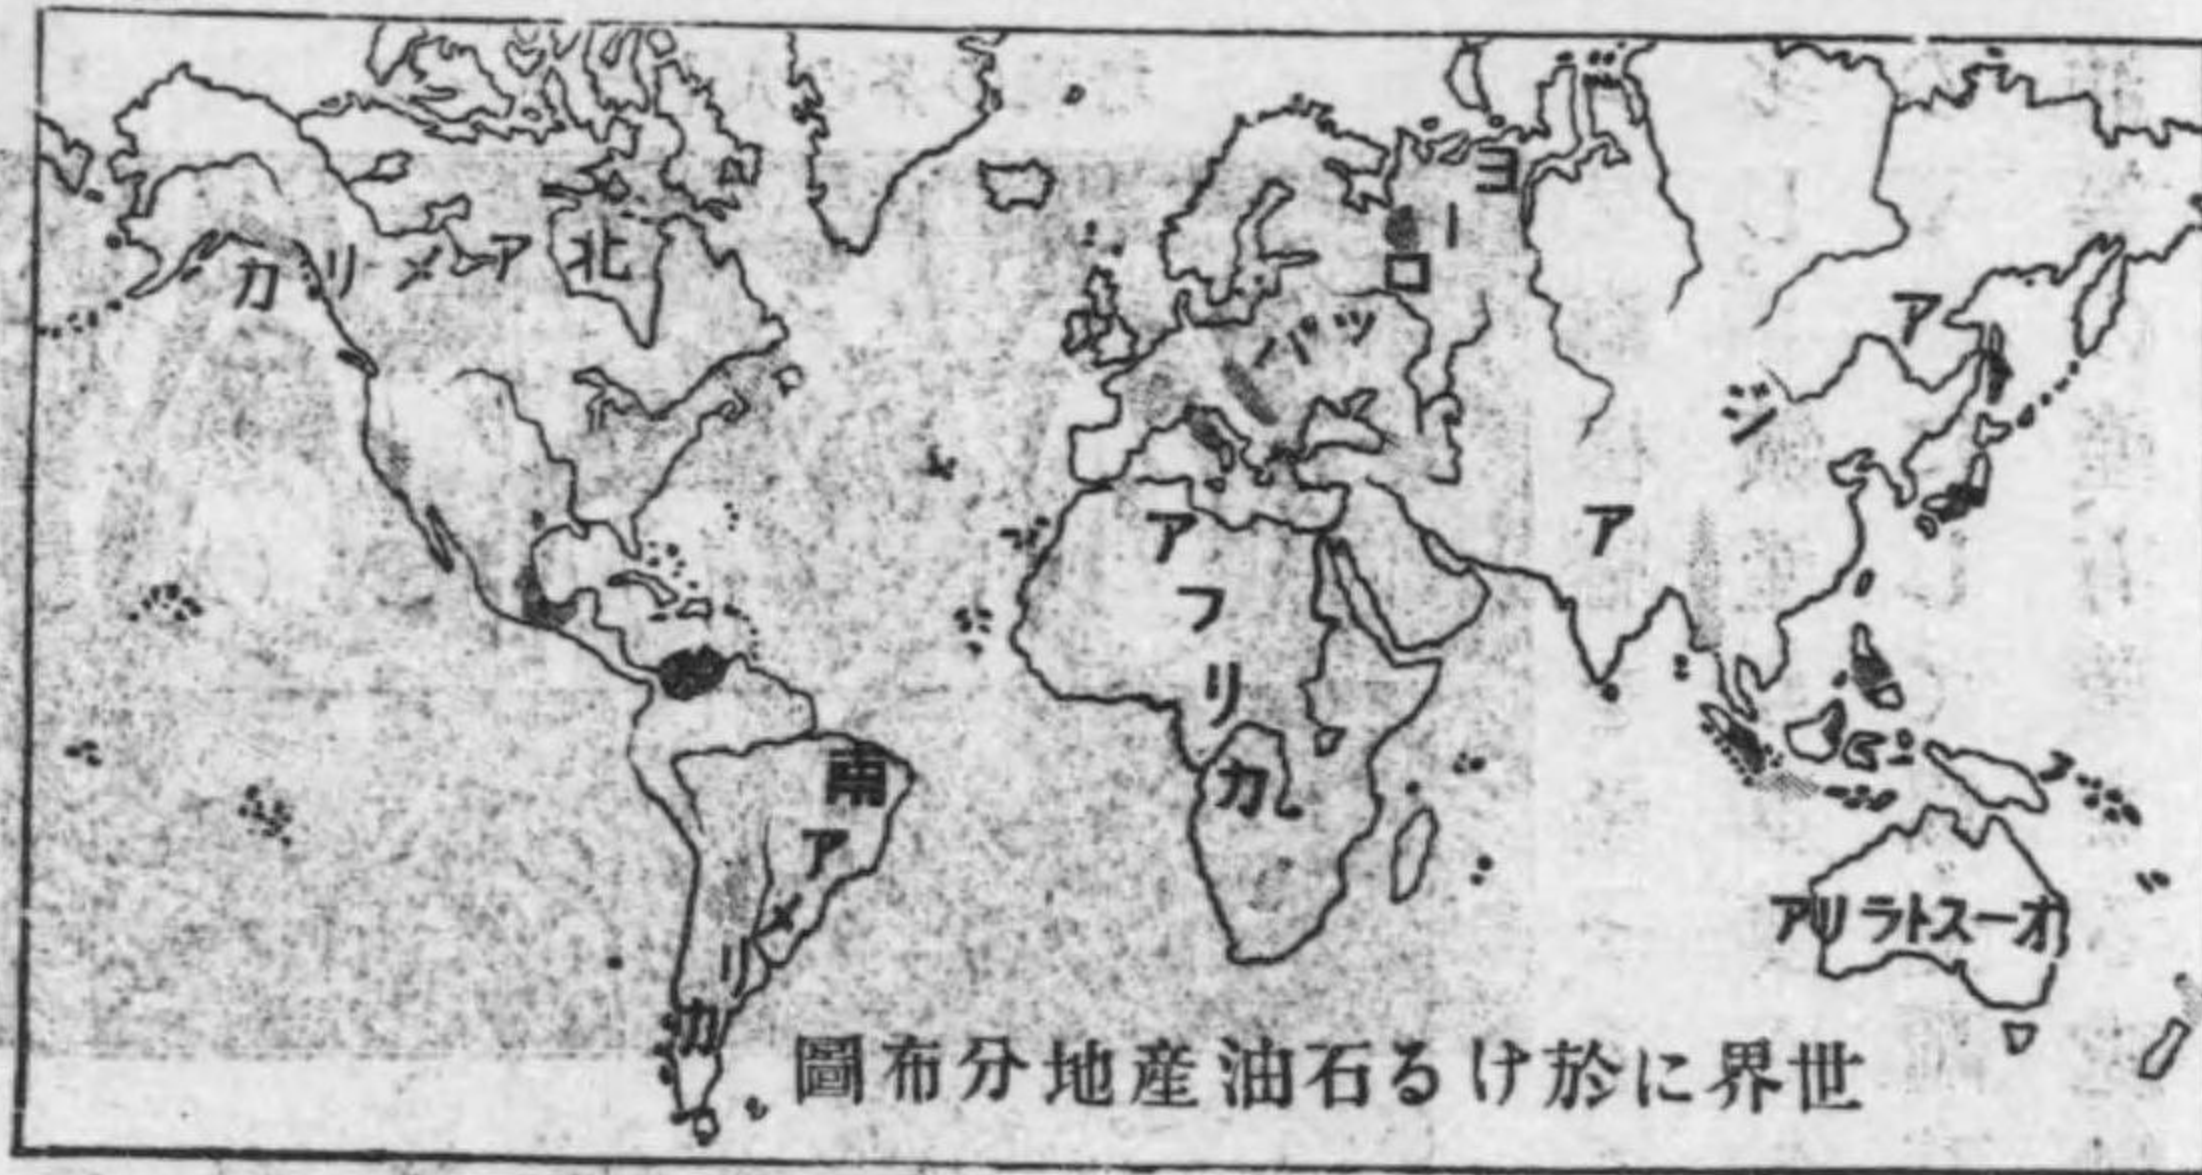 世界に於ける石油産地分布圖
北アメリカ
南アメリカ
ヨーロッパ
アフリカ
アジア
オーストラリア